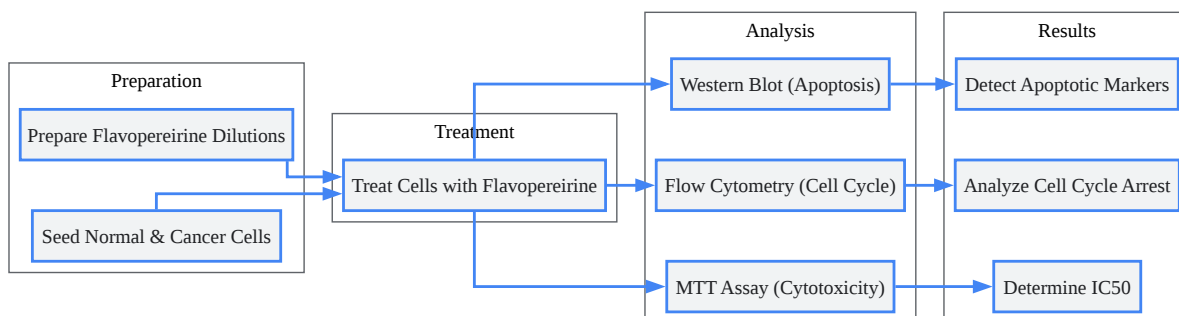 Preparation
Prepare Flavopereirine Dilutions
Seed Normal & Cancer Cells
Treatment
Treat Cells with Flavopereirine
Analysis
Western Blot (Apoptosis)
Flow Cytometry (Cell Cycle)
MTT Assay (Cytotoxicity)
Results
Detect Apoptotic Markers
Analyze Cell Cycle Arrest
Determine IC50